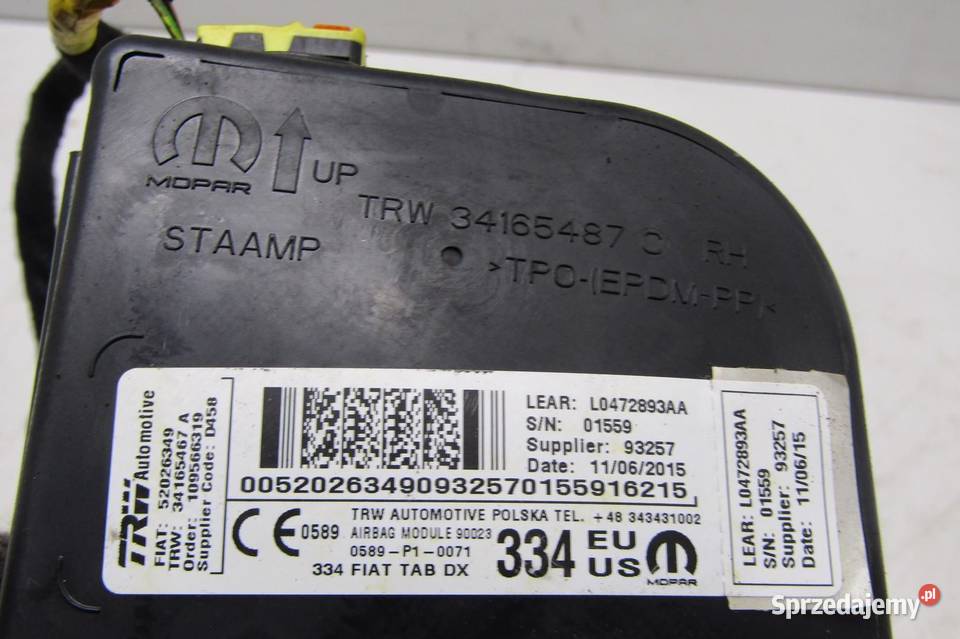 MOPAR
UP
TRW 34165487 C RH
STAAMP
>TPO-(EPDM-PP)<
TRW Automotive
FIAT: 52026349
TRW: 34165467 A
Order: 109566319
Supplier Code: D458
LEAR: L0472893AA
S/N: 01559
Supplier: 93257
Date: 11/06/2015
00520263490932570155916215
CE 0589
TRW AUTOMOTIVE POLSKA TEL. +48 343431002
AIRBAG MODULE 90023
0589-P1-0071
334 FIAT TAB DX
334 EU US
MOPAR
LEAR: L0472893AA
S/N: 01559
Supplier: 93257
Date: 11/06/15
Sprzedajemy.pl